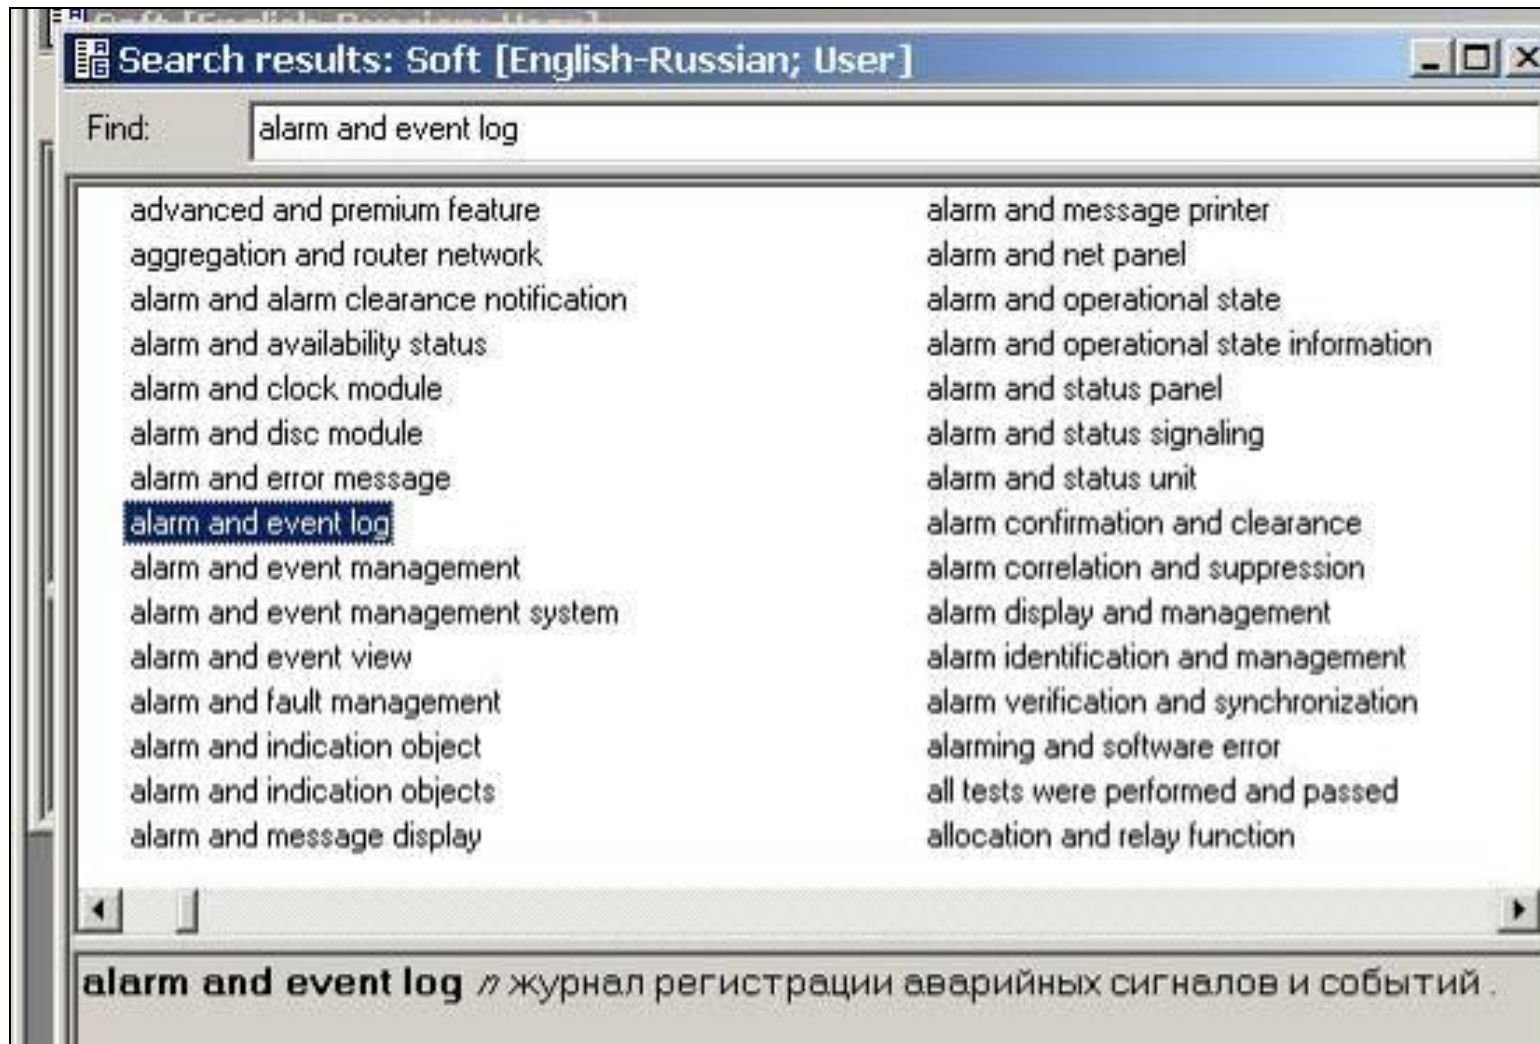 Soft [English-Russian; User]
Search results: Soft [English-Russian; User]
Find: alarm and event log
advanced and premium feature
aggregation and router network
alarm and alarm clearance notification
alarm and availability status
alarm and clock module
alarm and disc module
alarm and error message
alarm and event log
alarm and event management
alarm and event management system
alarm and event view
alarm and fault management
alarm and indication object
alarm and indication objects
alarm and message display
alarm and message printer
alarm and net panel
alarm and operational state
alarm and operational state information
alarm and status panel
alarm and status signaling
alarm and status unit
alarm confirmation and clearance
alarm correlation and suppression
alarm display and management
alarm identification and management
alarm verification and synchronization
alarming and software error
all tests were performed and passed
allocation and relay function
alarm and event log n журнал регистрации аварийных сигналов и событий .